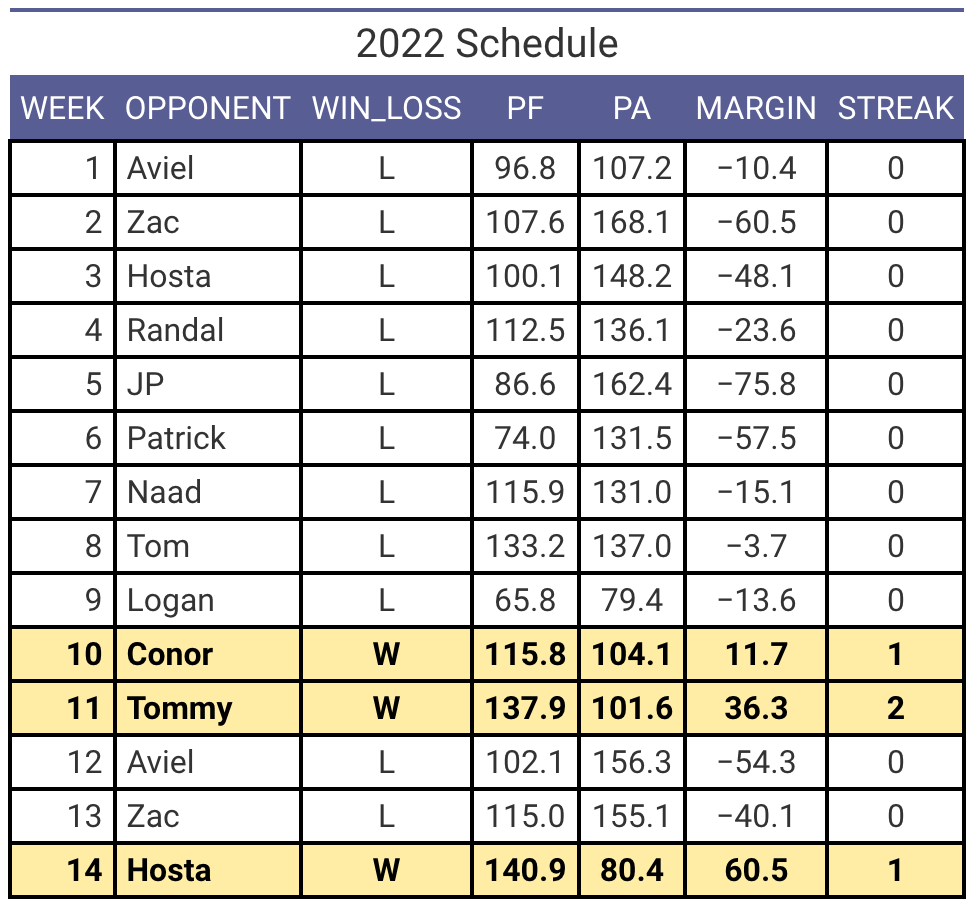 2022 Schedule
WEEK OPPONENT WIN_LOSS PF PA MARGIN STREAK
1 Aviel L 96.8 107.2 −10.4 0
2 Zac L 107.6 168.1 −60.5 0
3 Hosta L 100.1 148.2 −48.1 0
4 Randal L 112.5 136.1 −23.6 0
5 JP L 86.6 162.4 −75.8 0
6 Patrick L 74.0 131.5 −57.5 0
7 Naad L 115.9 131.0 −15.1 0
8 Tom L 133.2 137.0 −3.7 0
9 Logan L 65.8 79.4 −13.6 0
10 Conor W 115.8 104.1 11.7 1
11 Tommy W 137.9 101.6 36.3 2
12 Aviel L 102.1 156.3 −54.3 0
13 Zac L 115.0 155.1 −40.1 0
14 Hosta W 140.9 80.4 60.5 1